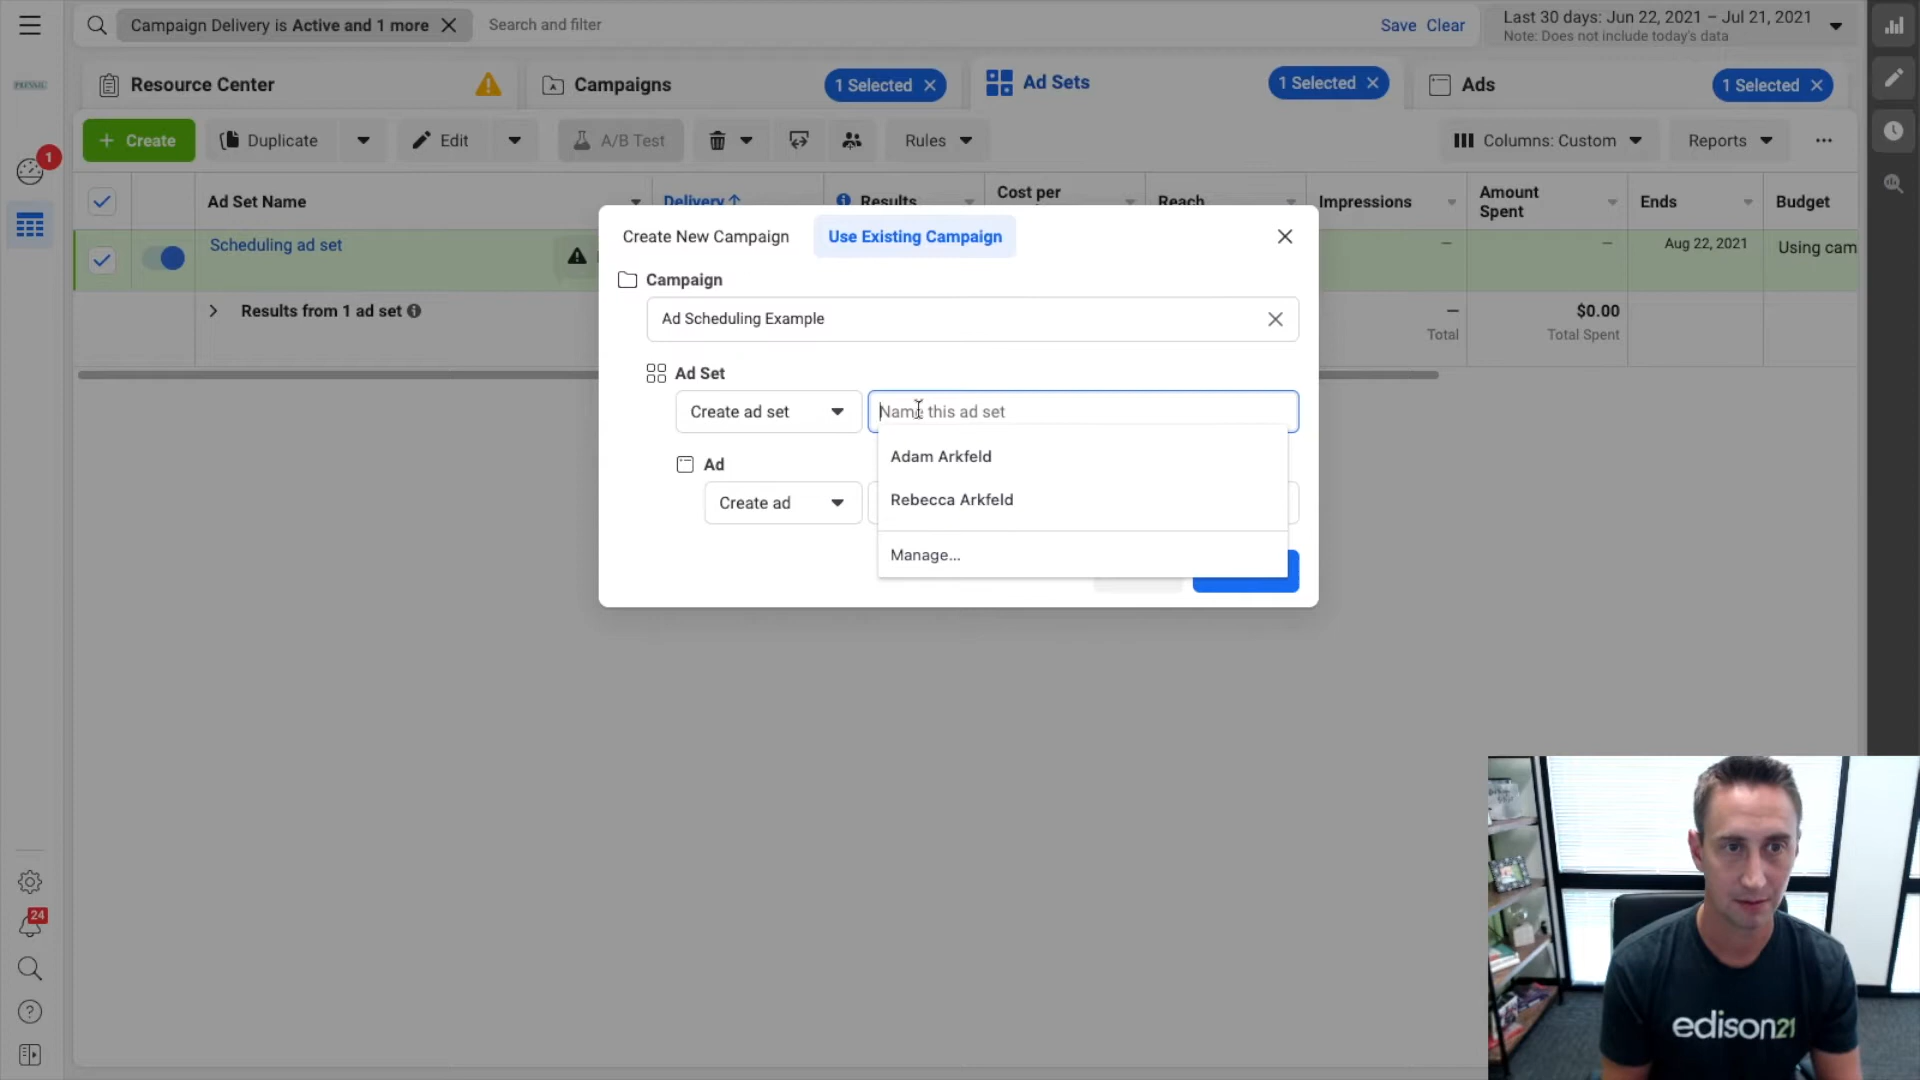 Campaign Delivery is Active and 1 more
Search and filter
Save Clear
Last 30 days: Jun 22, 2021 – Jul 21, 2021
Note: Does not include today's data
Resource Center
Campaigns
1 Selected
Ad Sets
1 Selected
Ads
1 Selected
+ Create
Duplicate
Edit
A/B Test
Rules
Columns: Custom
Reports
1
Ad Set Name
Delivery ↑
Results
Cost per
Reach
Impressions
Amount
Spent
Ends
Budget
Scheduling ad set
—
—
Aug 22, 2021
Using cam
Results from 1 ad set
—
Total
$0.00
Total Spent
Create New Campaign
Use Existing Campaign
Campaign
Ad Scheduling Example
Ad Set
Create ad set
Name this ad set
Adam Arkfeld
Rebecca Arkfeld
Manage...
Ad
Create ad
24
edison21